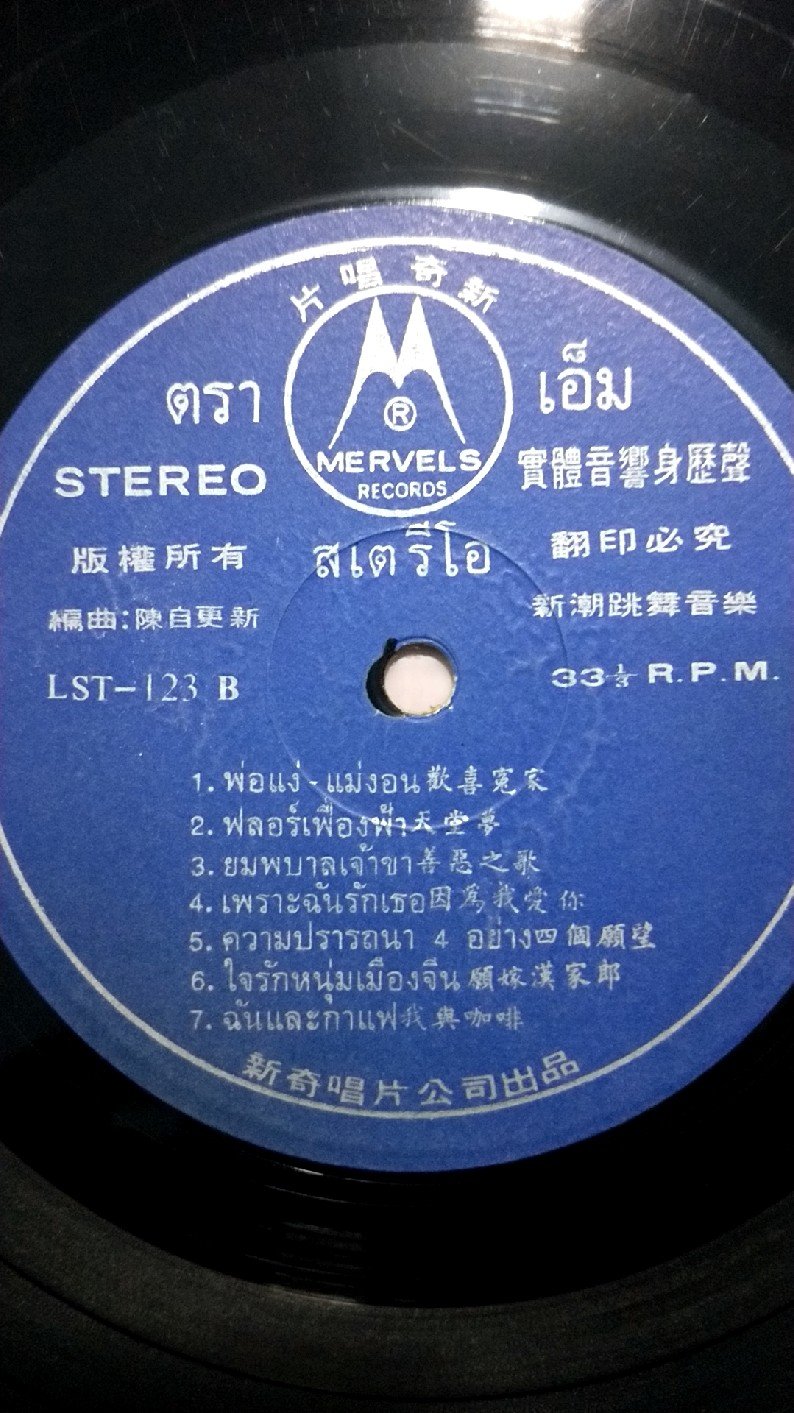 新奇唱片
ตรา
M
®
เอ็ม
MERVELS
RECORDS
STEREO
實體音響身歷聲
版權所有
สเตรีโอ
翻印必究
編曲:陳自更新
新潮跳舞音樂
LST-123 B
33⅓ R.P.M.
1. พ่อแง่ - แม่งอน歡喜冤家
2. ฟลอร์เฟื่องฟ้า天堂夢
3. ยมพบาลเจ้าขา善惡之歌
4. เพราะฉันรักเธอ因為我愛你
5. ความปรารถนา 4 อย่าง四個願望
6. ใจรักหนุ่มเมืองจีน願嫁漢家郎
7. ฉันและกาแฟ我與咖啡
新奇唱片公司出品